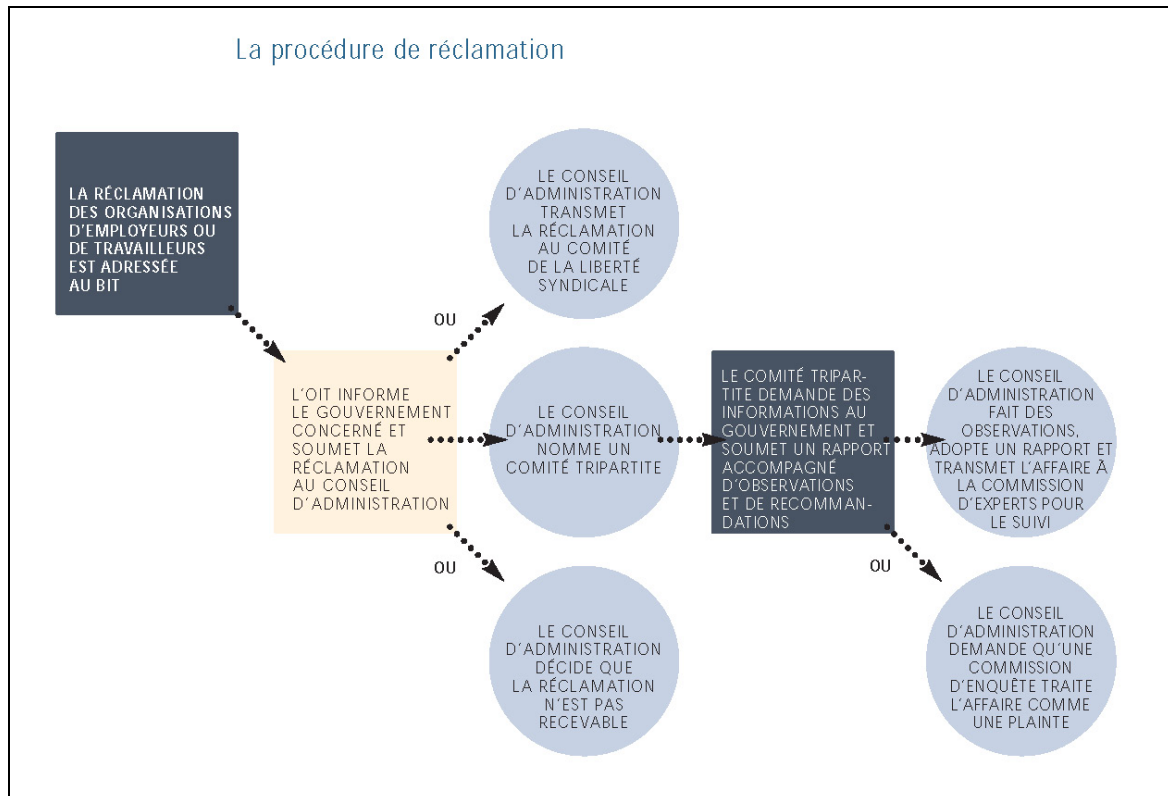 La procédure de réclamation
LA RÉCLAMATION
DES ORGANISATIONS
D'EMPLOYEURS OU
DE TRAVAILLEURS
EST ADRESSÉE
AU BIT
L'OIT INFORME
LE GOUVERNEMENT
CONCERNÉ ET
SOUMET LA
RÉCLAMATION
AU CONSEIL
D'ADMINISTRATION
OU
LE CONSEIL
D'ADMINISTRATION
TRANSMET
LA RÉCLAMATION
AU COMITÉ
DE LA LIBERTÉ
SYNDICALE
LE CONSEIL
D'ADMINISTRATION
NOMME UN
COMITÉ TRIPARTITE
OU
LE CONSEIL
D'ADMINISTRATION
DÉCIDE QUE
LA RÉCLAMATION
N'EST PAS
RECEVABLE
LE COMITÉ TRIPAR-
TITE DEMANDE DES
INFORMATIONS AU
GOUVERNEMENT ET
SOUMET UN RAPPORT
ACCOMPAGNÉ
D'OBSERVATIONS
ET DE RECOMMAN-
DATIONS
LE CONSEIL
D'ADMINISTRATION
FAIT DES
OBSERVATIONS,
ADOPTE UN RAPPORT ET
TRANSMET L'AFFAIRE À
LA COMMISSION
D'EXPERTS POUR
LE SUIVI
OU
LE CONSEIL
D'ADMINISTRATION
DEMANDE QU'UNE
COMMISSION
D'ENQUÊTE TRAITE
L'AFFAIRE COMME
UNE PLAINTE